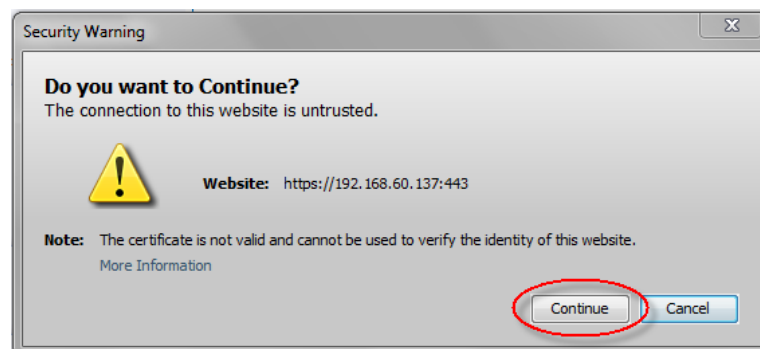 Security Warning
Do you want to Continue?
The connection to this website is untrusted.
Website: https://192.168.60.137:443
Note: The certificate is not valid and cannot be used to verify the identity of this website.
More Information
Continue Cancel